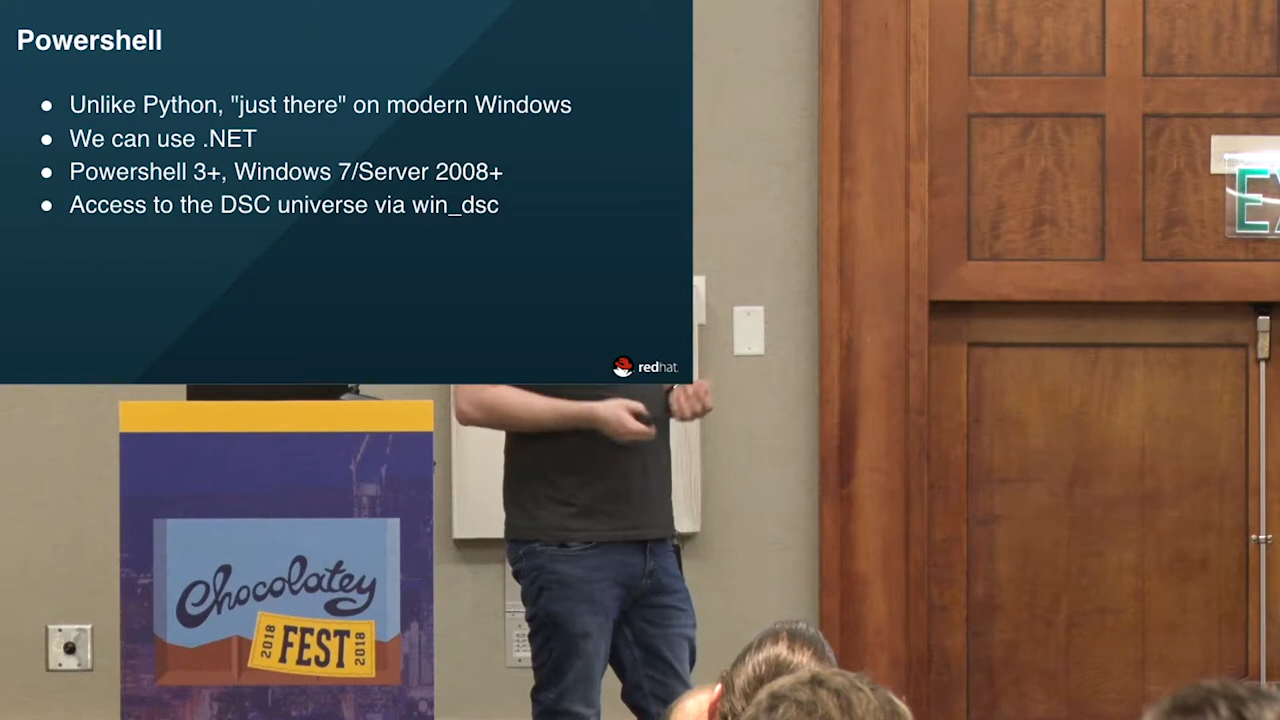 Powershell
● Unlike Python, "just there" on modern Windows
● We can use .NET
● Powershell 3+, Windows 7/Server 2008+
● Access to the DSC universe via win_dsc
redhat.
Chocolatey
2018 FEST 2018
EX